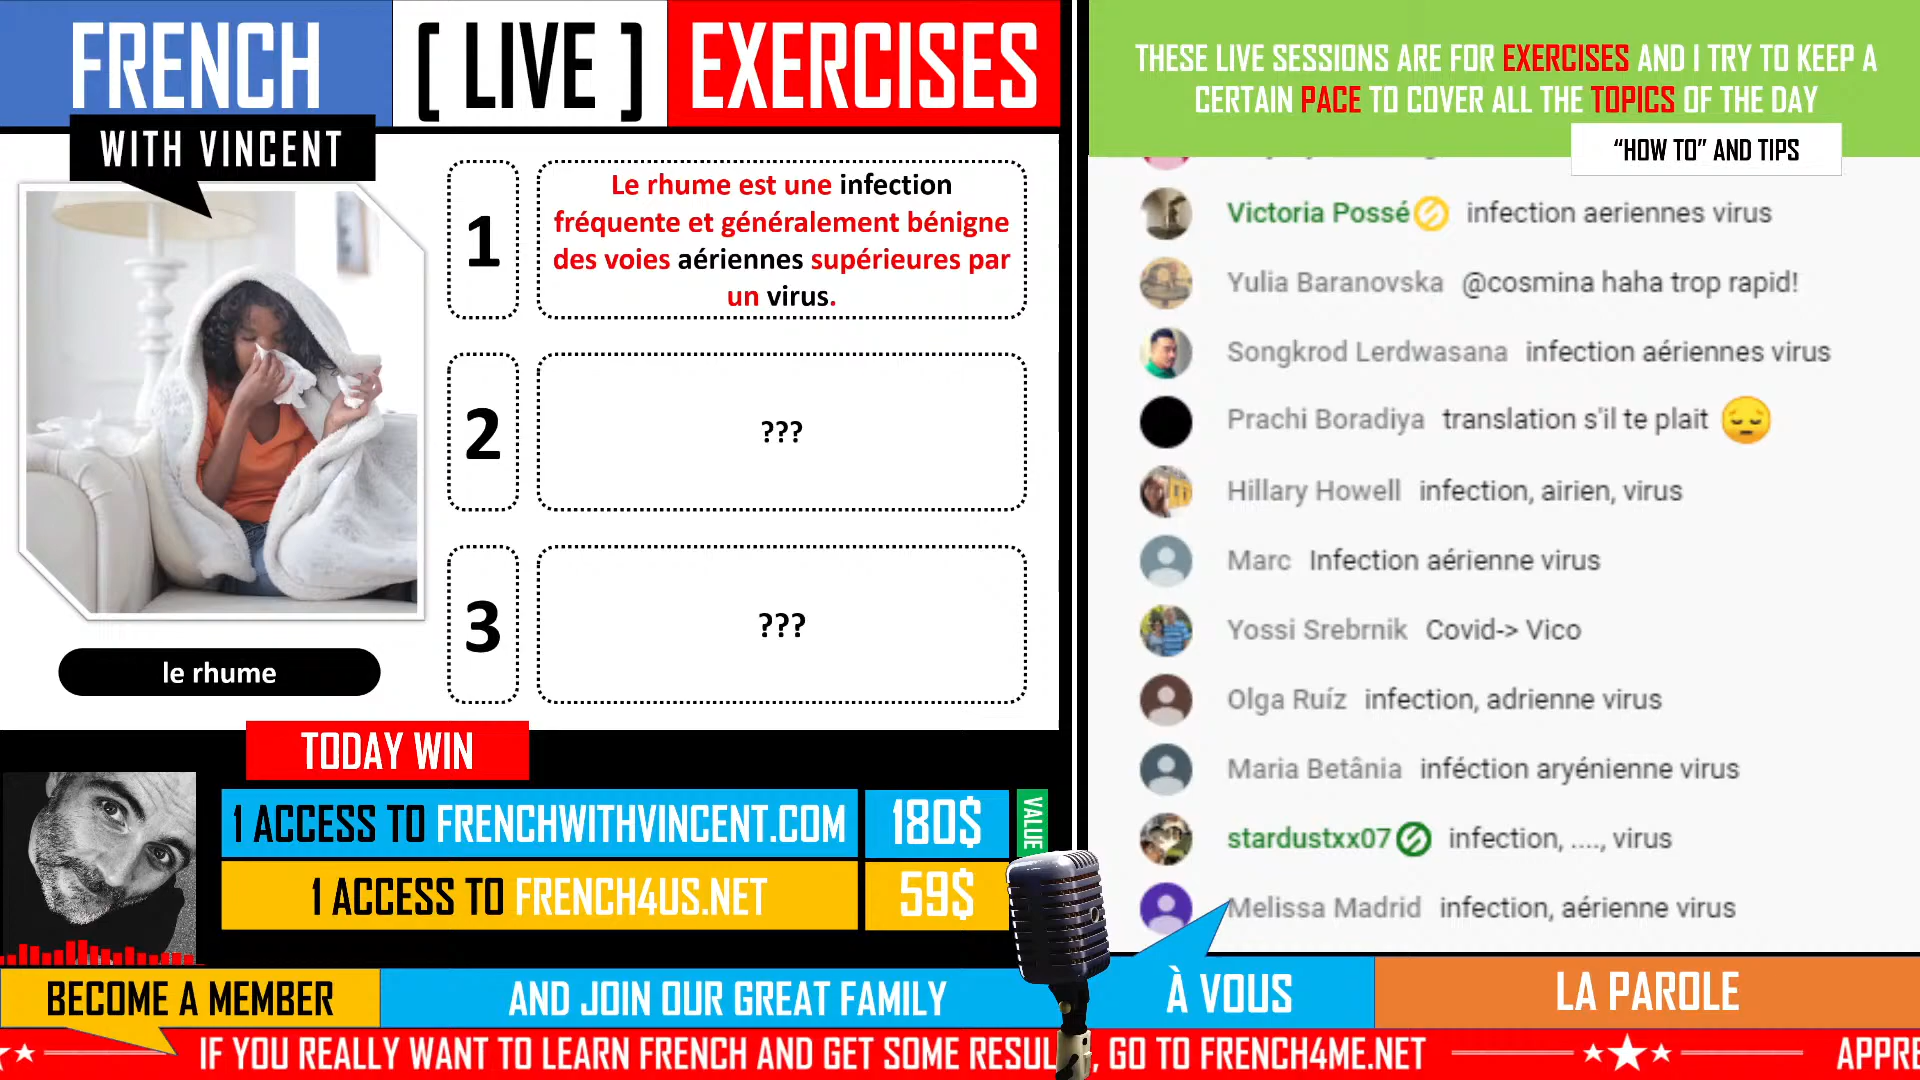 FRENCH
[ LIVE ]
EXERCISES
WITH VINCENT
1
Le rhume est une infection
fréquente et généralement bénigne
des voies aériennes supérieures par
un virus.
2
???
3
???
le rhume
TODAY WIN
1 ACCESS TO FRENCHWITHVINCENT.COM
180$
VALUE
1 ACCESS TO FRENCH4US.NET
59$
THESE LIVE SESSIONS ARE FOR EXERCISES AND I TRY TO KEEP A
CERTAIN PACE TO COVER ALL THE TOPICS OF THE DAY
“HOW TO” AND TIPS
Victoria Possé infection aeriennes virus
Yulia Baranovska @cosmina haha trop rapid!
Songkrod Lerdwasana infection aériennes virus
Prachi Boradiya translation s'il te plait
Hillary Howell infection, airien, virus
Marc Infection aérienne virus
Yossi Srebrnik Covid-> Vico
Olga Ruíz infection, adrienne virus
Maria Betânia inféction aryénienne virus
stardustxx07 infection, ...., virus
Melissa Madrid infection, aérienne virus
BECOME A MEMBER
AND JOIN OUR GREAT FAMILY
À VOUS
LA PAROLE
IF YOU REALLY WANT TO LEARN FRENCH AND GET SOME RESUL , GO TO FRENCH4ME.NET
APPRE